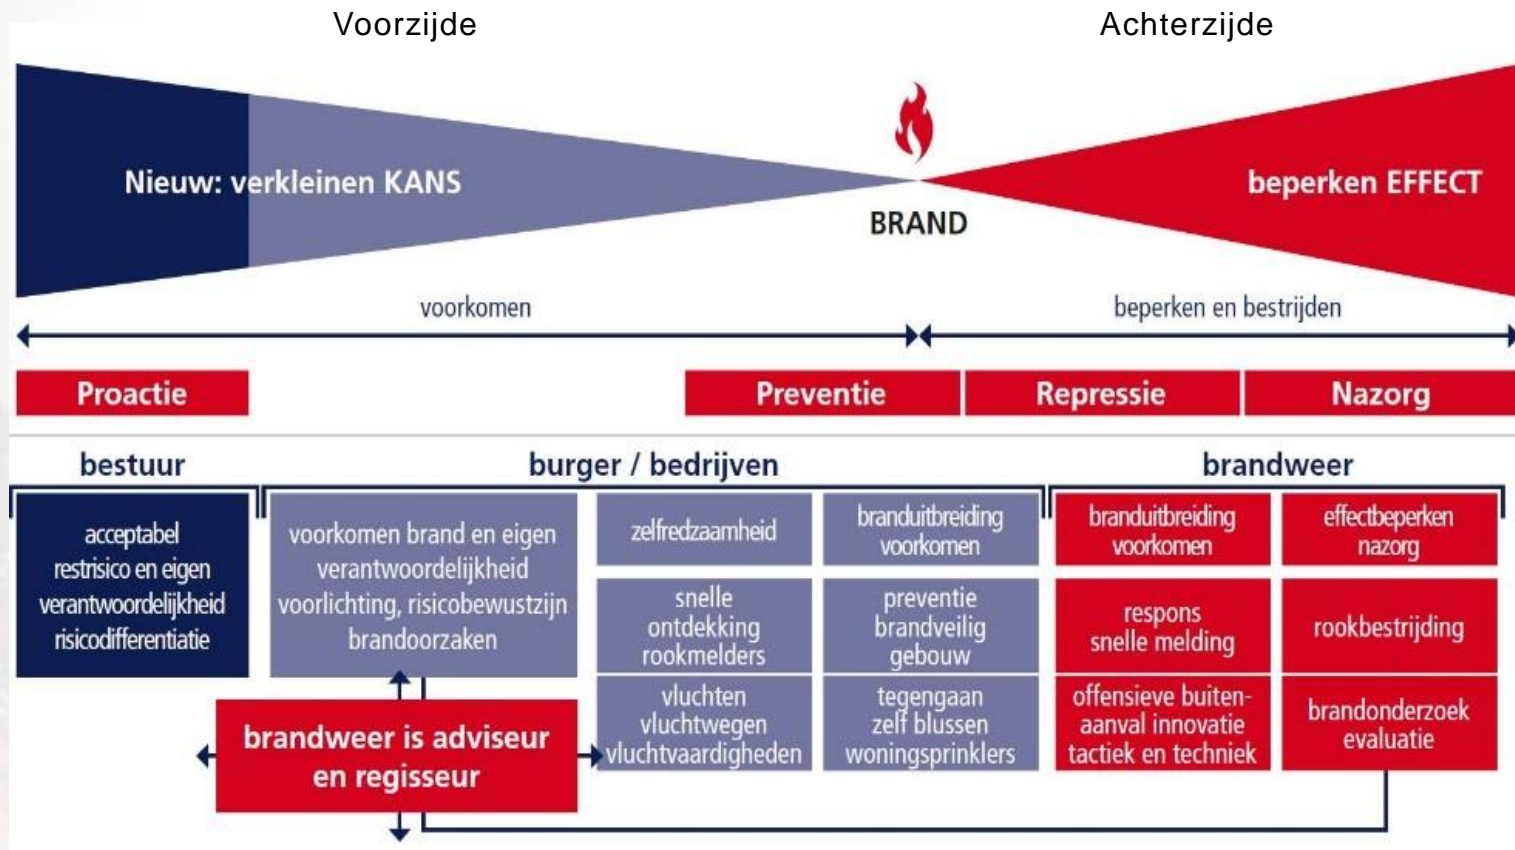 Voorzijde
Achterzijde
Nieuw: verkleinen KANS
beperken EFFECT
BRAND
voorkomen
beperken en bestrijden
Proactie
Preventie
Repressie
Nazorg
bestuur
burger / bedrijven
brandweer
acceptabel
restrisico en eigen
verantwoordelijkheid
risicodifferentiatie
voorkomen brand en eigen
verantwoordelijkheid
voorlichting, risicobewustzijn
brandoorzaken
zelfredzaamheid
snelle
ontdekking
rookmelders
vluchten
vluchtwegen
vluchtvaardigheden
branduitbreiding
voorkomen
preventie
brandveilig
gebouw
tegengaan
zelf blussen
woningsprinklers
branduitbreiding
voorkomen
respons
snelle melding
offensieve buiten-
aanval innovatie
tactiek en techniek
effectbeperken
nazorg
rookbestrijding
brandonderzoek
evaluatie
brandweer is adviseur
en regisseur